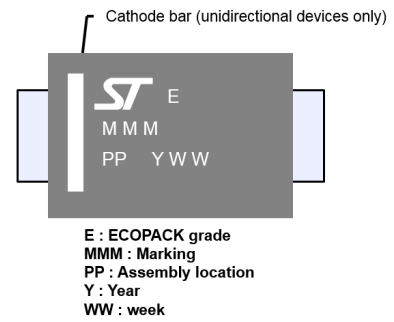 Cathode bar (unidirectional devices only)
ST E
M M M
PP Y W W
E : ECOPACK grade
MMM : Marking
PP : Assembly location
Y : Year
WW : week